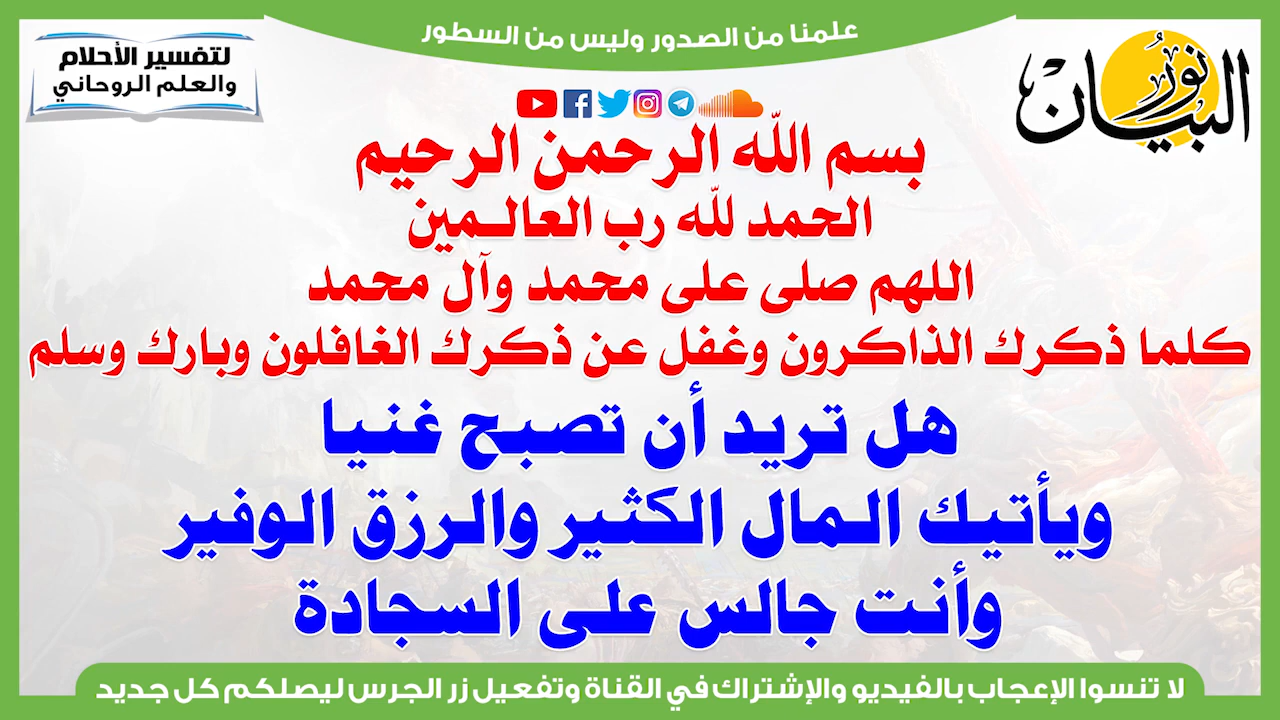 علمنا من الصدور وليس من السطور
نور البيان
لتفسير الأحلام
والعلم الروحاني
بسم الله الرحمن الرحيم
الحمد لله رب العالـمين
اللهم صلى على محمد وآل محمد
كلما ذكرك الذاكرون وغفل عن ذكرك الغافلون وبارك وسلم
هل تريد أن تصبح غنيا
ويأتيك المال الكثير والرزق الوفير
وأنت جالس على السجادة
لا تنسوا الإعجاب بالفيديو والإشتراك في القناة وتفعيل زر الجرس ليصلكم كل جديد